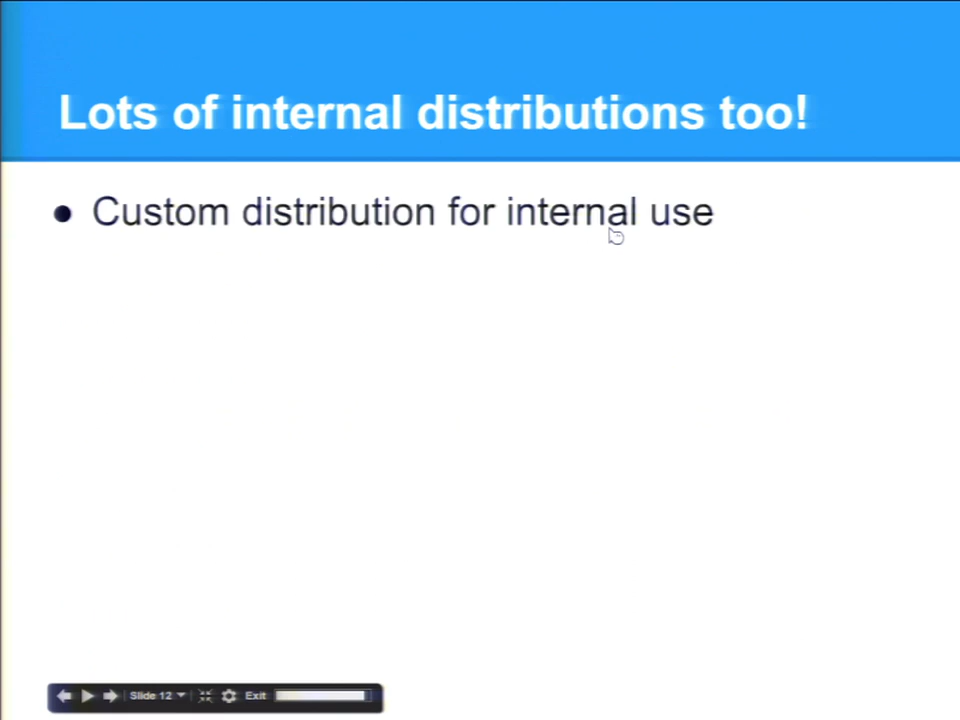 Lots of internal distributions too!
● Custom distribution for internal use
Slide 12 Exit